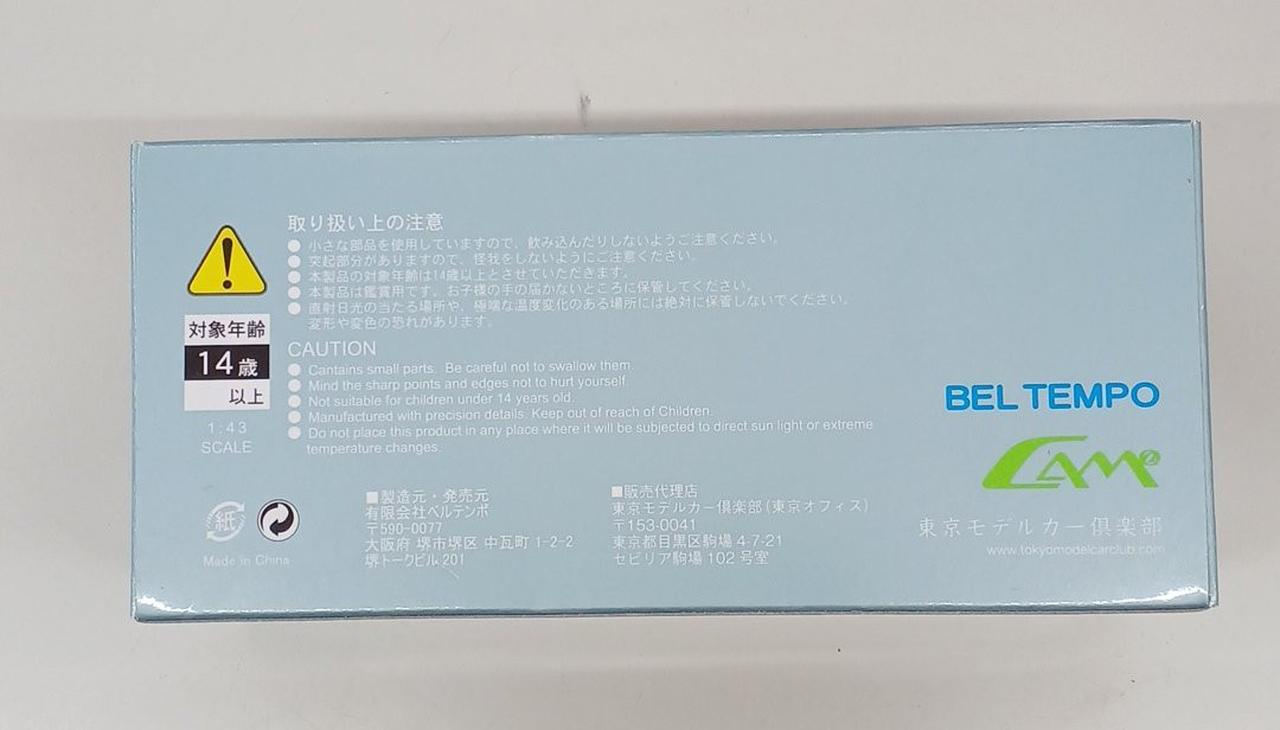 取り扱い上の注意
● 小さな部品を使用していますので、飲み込んだりしないようご注意ください。
● 突起部分がありますので、怪我をしないようにご注意ください。
● 本製品の対象年齢は14歳以上とさせていただきます。
● 本製品は鑑賞用です。お子様の手の届かないところに保管してください。
● 直射日光の当たる場所や、極端な温度変化のある場所には絶対に保管しないでください。
変形や変色の恐れがあります。
対象年齢
14歳
以上
1:43
SCALE
CAUTION
● Cantains small parts. Be careful not to swallow them.
● Mind the sharp points and edges not to hurt yourself.
● Not suitable for children under 14 years old.
● Manufactured with precision details. Keep out of reach of Children.
● Do not place this product in any place where it will be subjected to direct sun light or extreme
temperature changes.
紙
Made in China
■製造元・発売元
有限会社ベルテンポ
〒590-0077
大阪府 堺市堺区 中瓦町 1-2-2
堺トークビル 201
■販売代理店
東京モデルカー倶楽部(東京オフィス)
〒153-0041
東京都目黒区駒場 4-7-21
セビリア駒場 102 号室
BEL TEMPO
CAM@
東京モデルカー倶楽部
www.tokyomodelcarclub.com